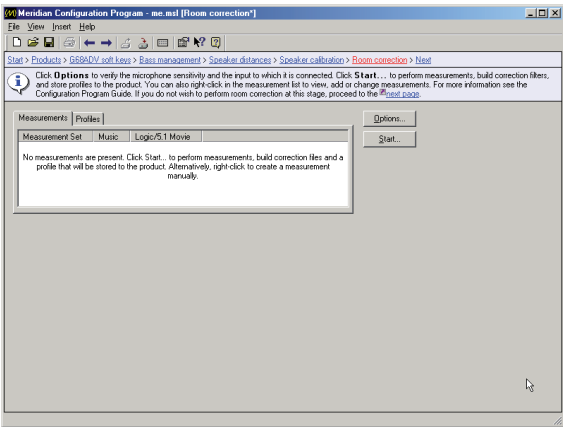 Meridian Configuration Program - me.msl [Room correction*]
File View Insert Help
Start > Products > G68ADV soft keys > Bass management > Speaker distances > Speaker calibration > Room correction > Next
Click Options to verify the microphone sensitivity and the input to which it is connected. Click Start... to perform measurements, build correction filters,
and store profiles to the product. You can also right-click in the measurement list to view, add or change measurements. For more information see the
Configuration Program Guide. If you do not wish to perform room correction at this stage, proceed to the next page.
Measurements Profiles
Options...
Measurement Set Music Logic/5.1 Movie
Start...
No measurements are present. Click Start... to perform measurements, build correction files and a
profile that will be stored to the product. Alternatively, right-click to create a measurement
manually.